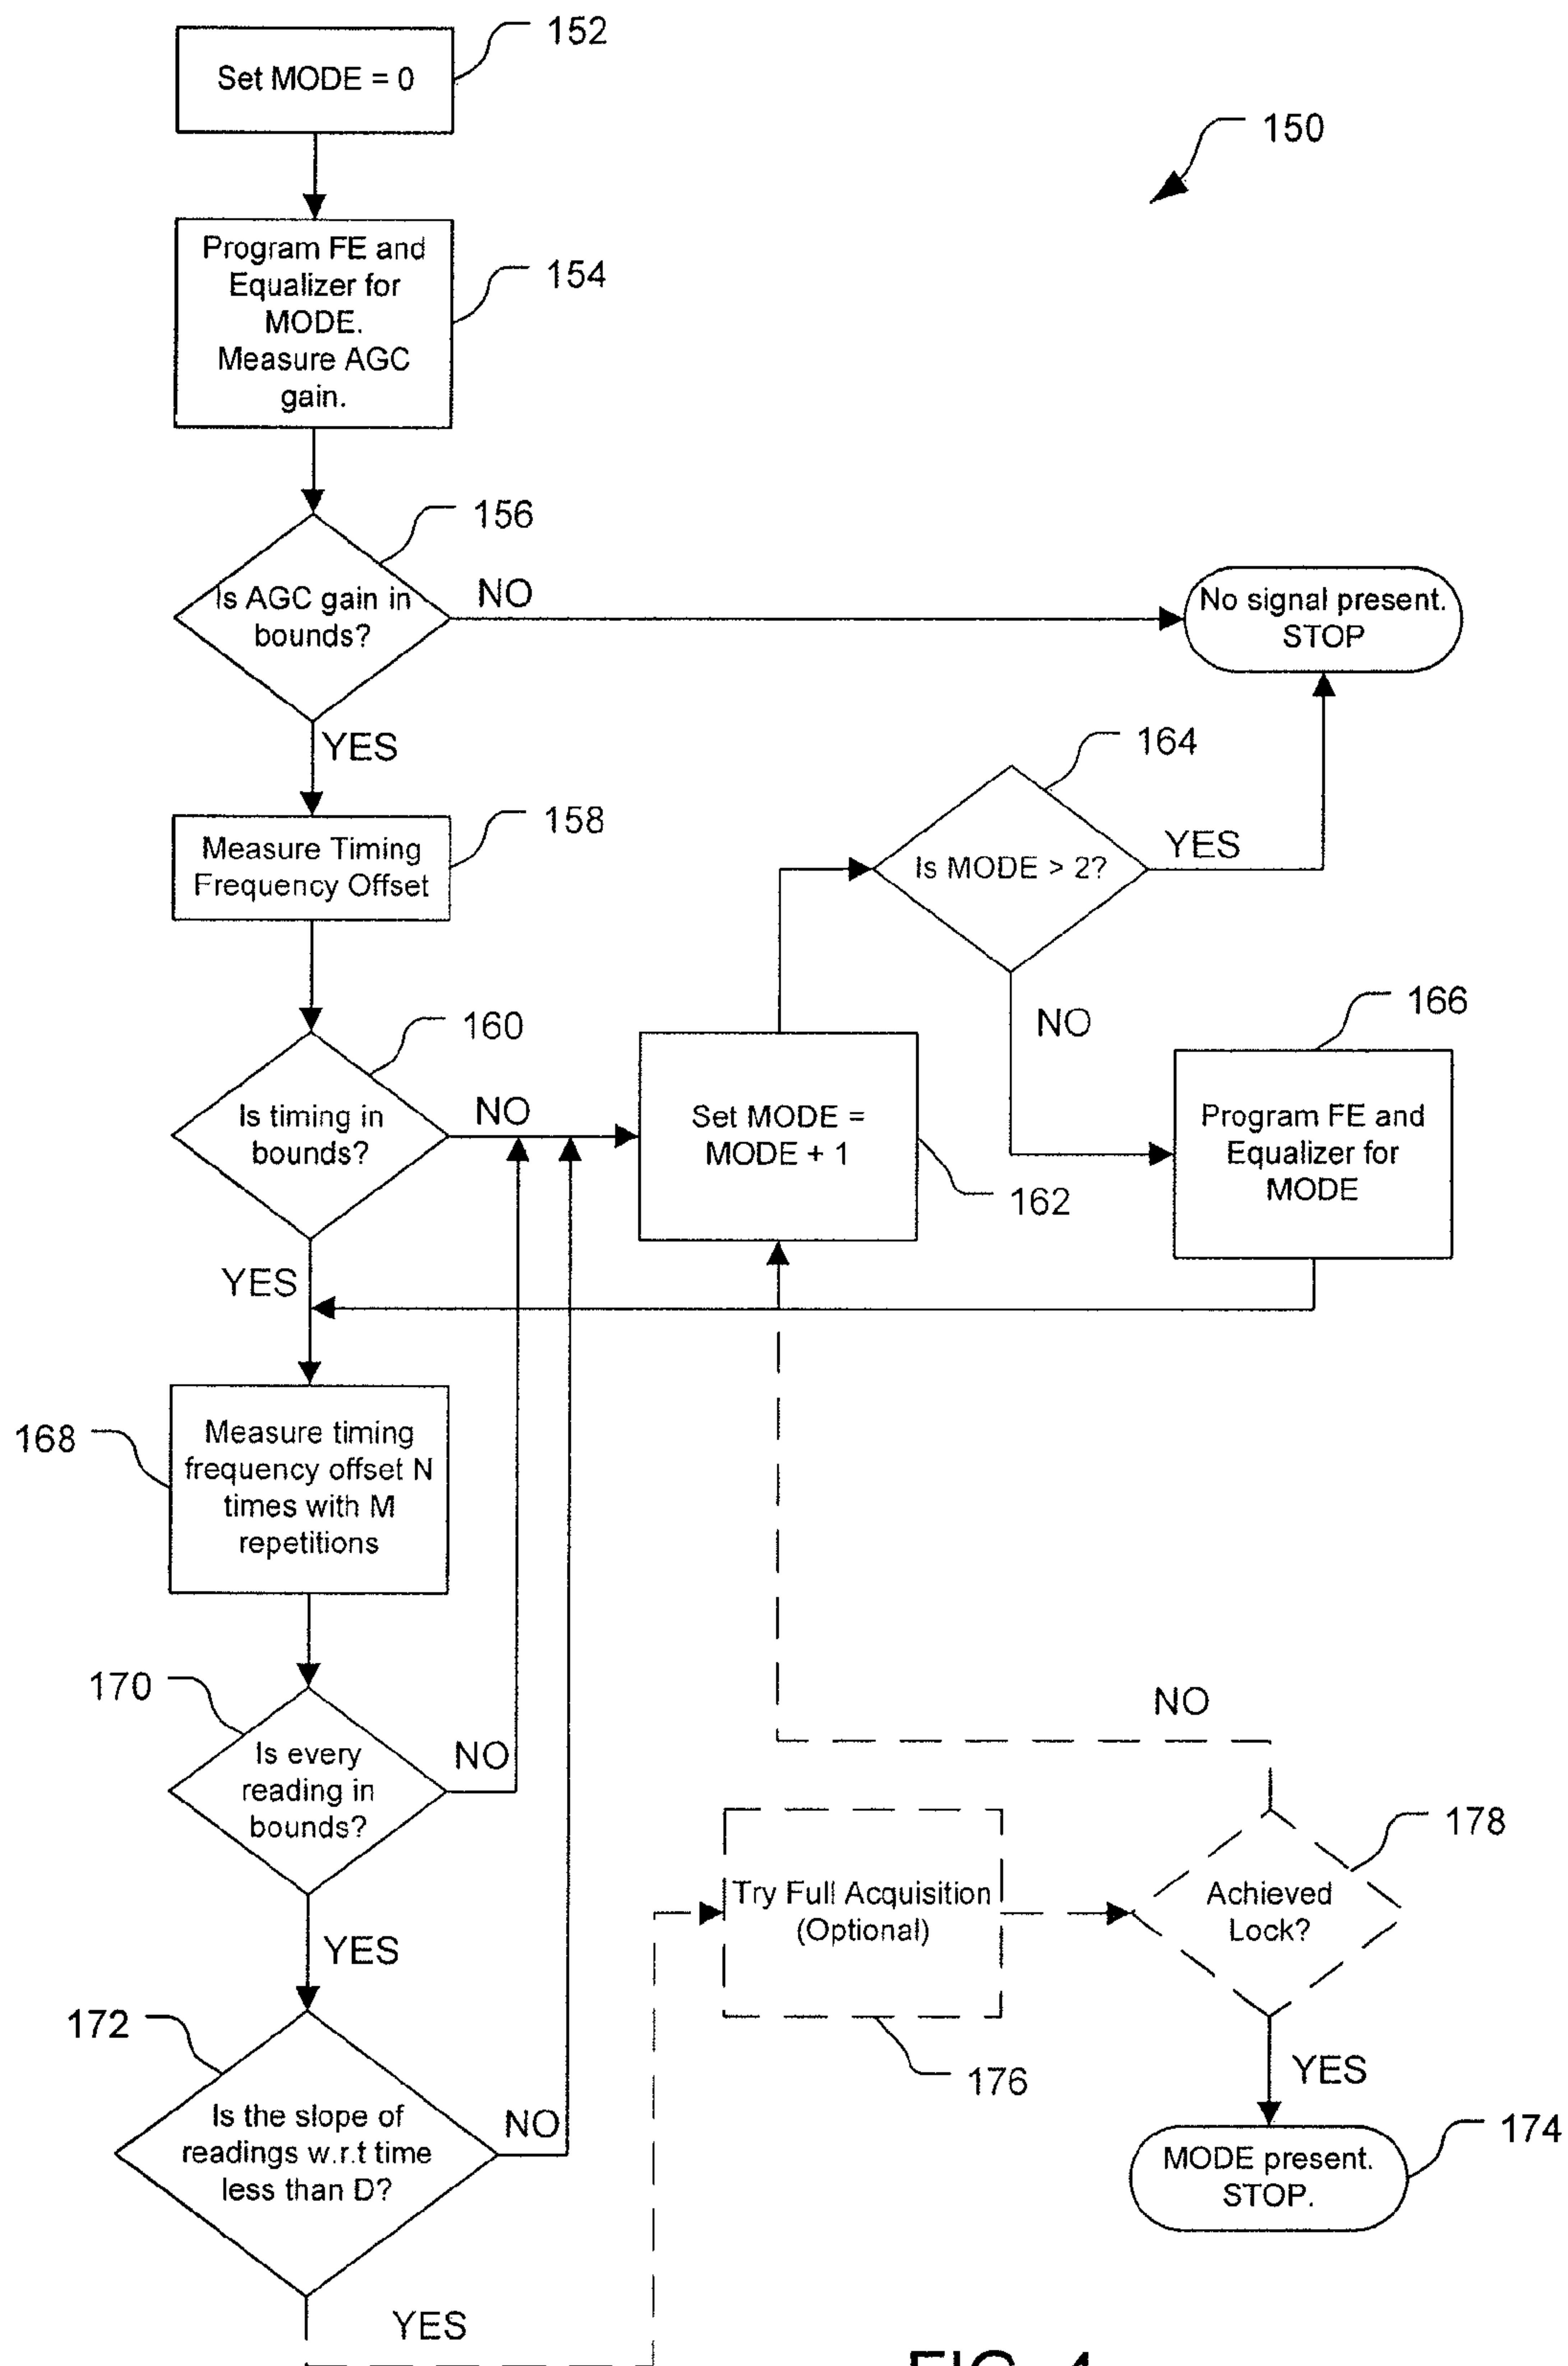 152
Set MODE = 0
150
Program FE and
Equalizer for
MODE.
Measure AGC
gain.
154
156
Is AGC gain in
bounds?
NO
No signal present.
STOP
YES
164
158
Measure Timing
Frequency Offset
Is MODE > 2?
YES
160
NO
166
Is timing in
bounds?
NO
Set MODE =
MODE + 1
Program FE and
Equalizer for
MODE
162
YES
168
Measure timing
frequency offset N
times with M
repetitions
170
NO
Is every
reading in
bounds?
NO
178
Try Full Acquisition
(Optional)
Achieved
Lock?
YES
172
176
YES
Is the slope of
readings w.r.t time
less than D?
NO
174
MODE present.
STOP.
YES